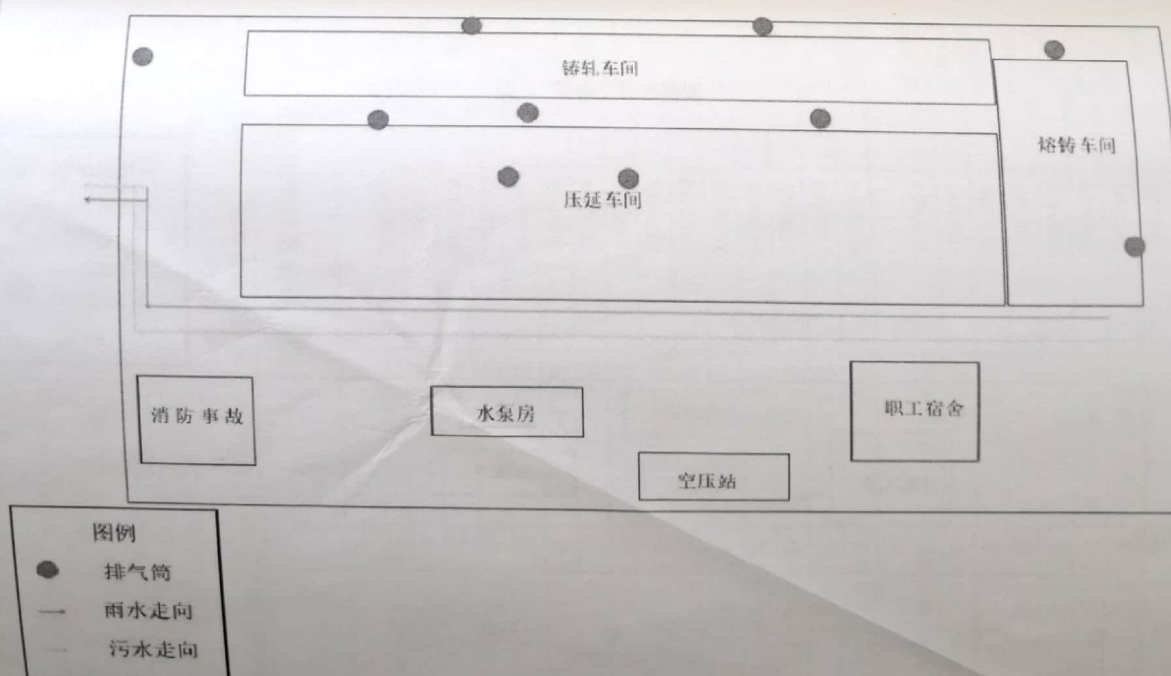 铸轧车间
熔铸车间
压延车间
消防事故
水泵房
职工宿舍
空压站
图例
排气筒
雨水走向
污水走向